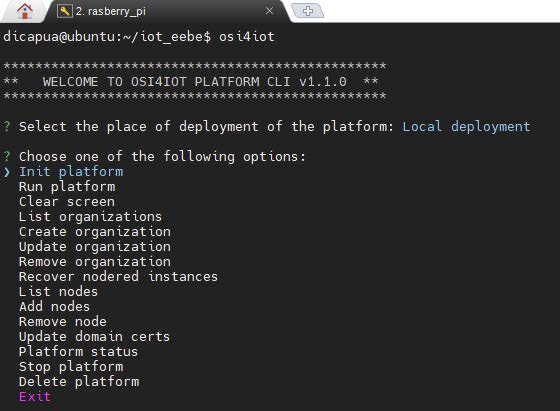 2. rasberry_pi
dicapua@ubuntu:~/iot_eebe$ osi4iot
************************************************
**   WELCOME TO OSI4IOT PLATFORM CLI v1.1.0  **
************************************************
? Select the place of deployment of the platform: Local deployment
? Choose one of the following options:
❯ Init platform
Run platform
Clear screen
List organizations
Create organization
Update organization
Remove organization
Recover nodered instances
List nodes
Add nodes
Remove node
Update domain certs
Platform status
Stop platform
Delete platform
Exit